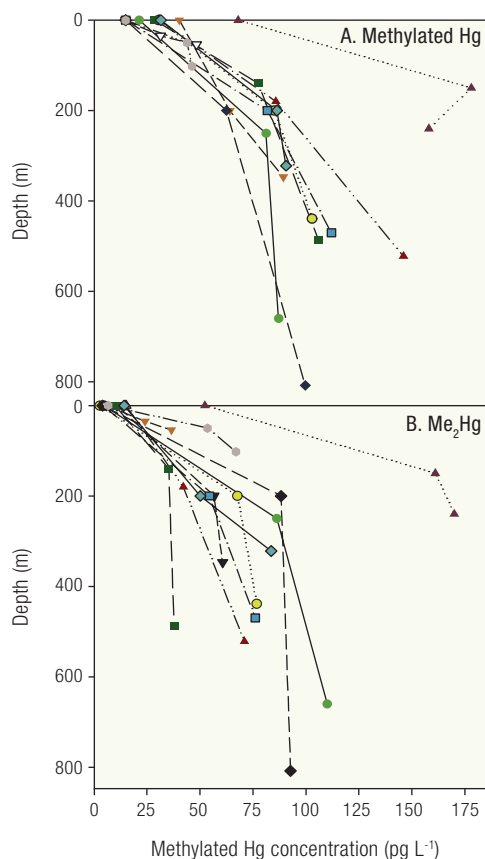 A. Methylated Hg
0
200
400
600
800
Depth (m)
B. Me₂Hg
0
200
400
600
800
Depth (m)
0 25 50 75 100 125 175 200
Methylated Hg concentration (pg L⁻¹)